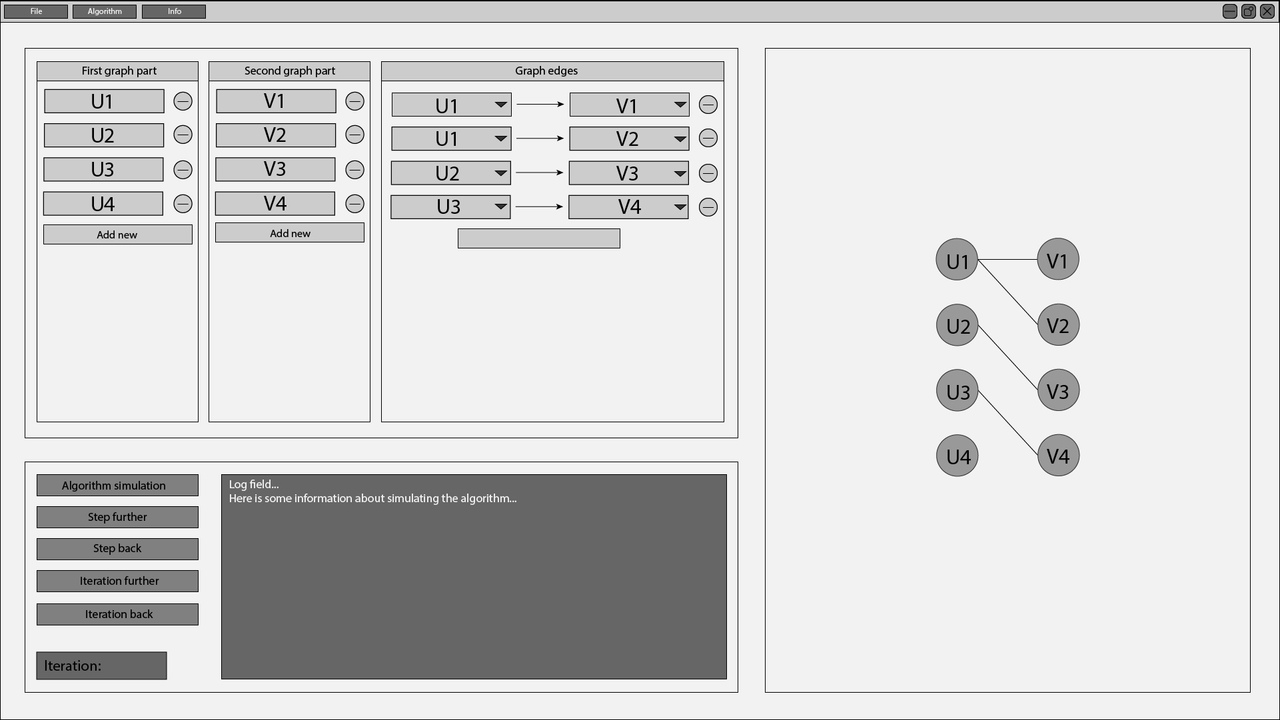 File Algorithm Info
First graph part
U1
U2
U3
U4
Add new
Second graph part
V1
V2
V3
V4
Add new
Graph edges
U1 V1
U1 V2
U2 V3
U3 V4
Algorithm simulation
Step further
Step back
Iteration further
Iteration back
Iteration:
Log field...
Here is some information about simulating the algorithm...
U1 V1
U2 V2
U3 V3
U4 V4